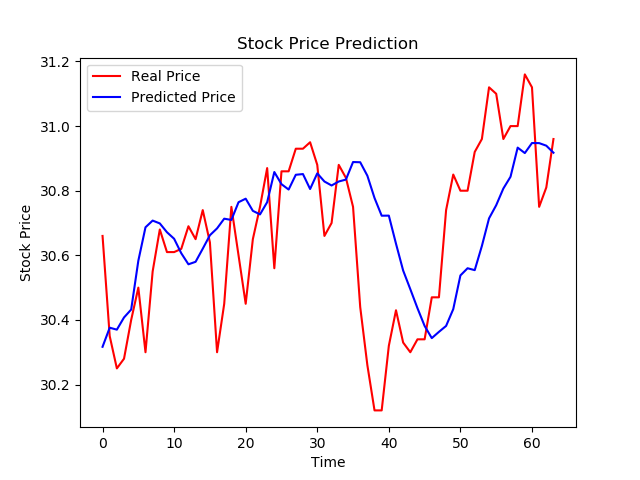 Stock Price Prediction
Real Price
Predicted Price
31.2
31.0
30.8
30.6
30.4
30.2
Stock Price
0 10 20 30 40 50 60
Time